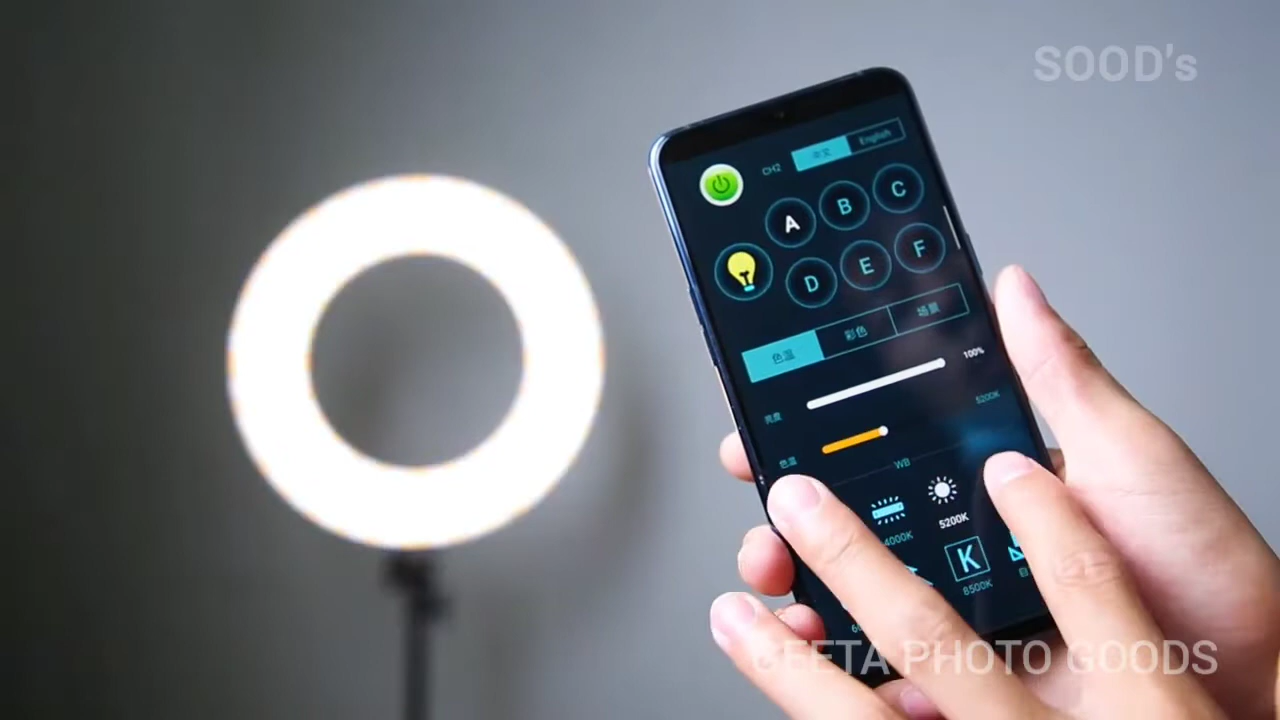 SOOD's
CH2 中文 English
A B C
D E F
色温 彩色 场景
100%
亮度
5200K
色温
WB
4000K 5200K
K
8500K
GEETA PHOTO GOODS